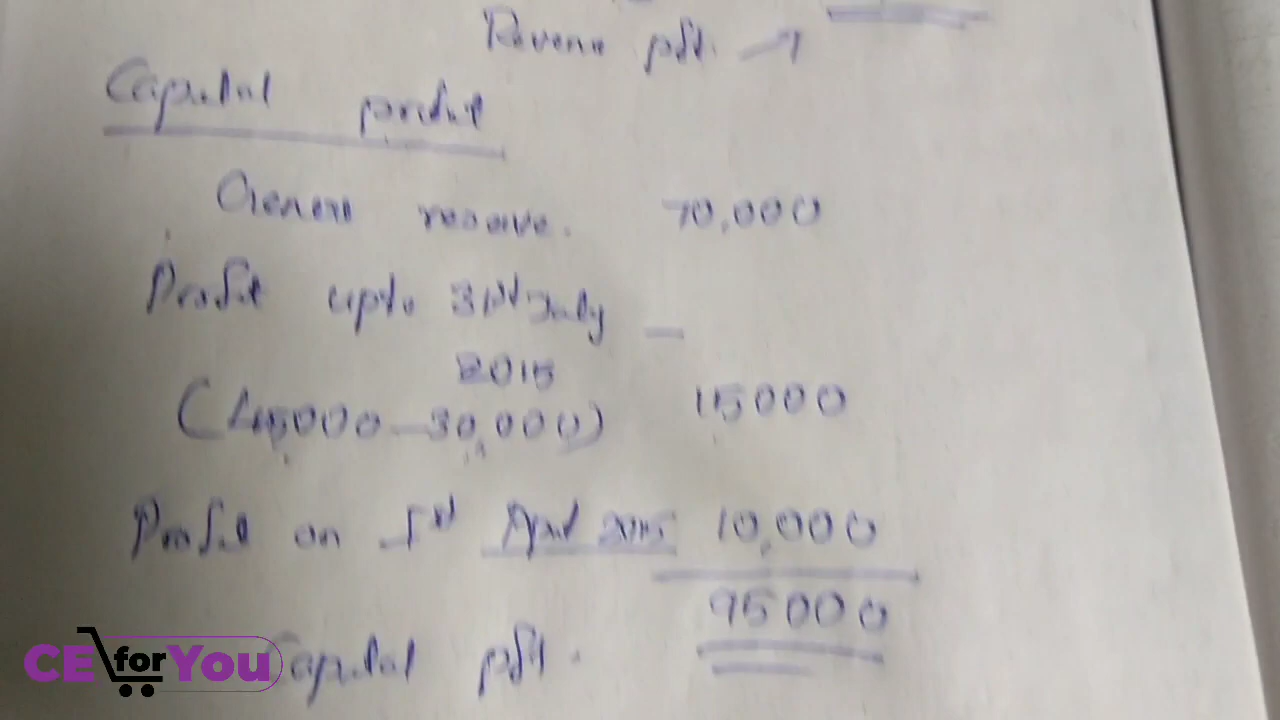 Revenue pft. →
Capital profit
General reserve. 70,000
Profit upto 31st July —
2015
(45000 - 30,000) 15000
Profit on 1st April 2015 10,000
95000
Capital pft.
CE for You